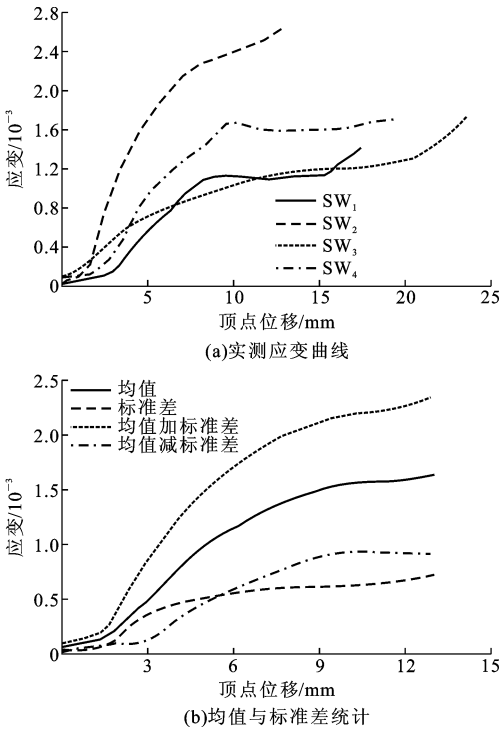 2.8
2.4
2.0
1.6
1.2
0.8
0.4
0
应变/10⁻³
SW₁
SW₂
SW₃
SW₄
5 10 15 20 25
顶点位移/mm
(a)实测应变曲线
2.5
2.0
1.5
1.0
0.5
0
应变/10⁻³
均值
标准差
均值加标准差
均值减标准差
3 6 9 12 15
顶点位移/mm
(b)均值与标准差统计